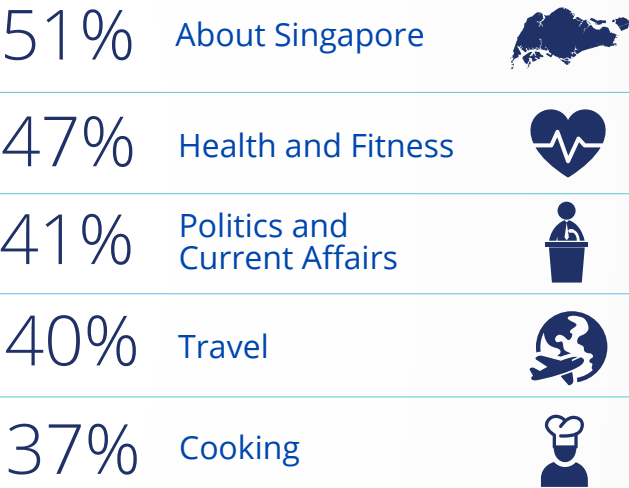 51% About Singapore
47% Health and Fitness
41% Politics and
Current Affairs
40% Travel
37% Cooking